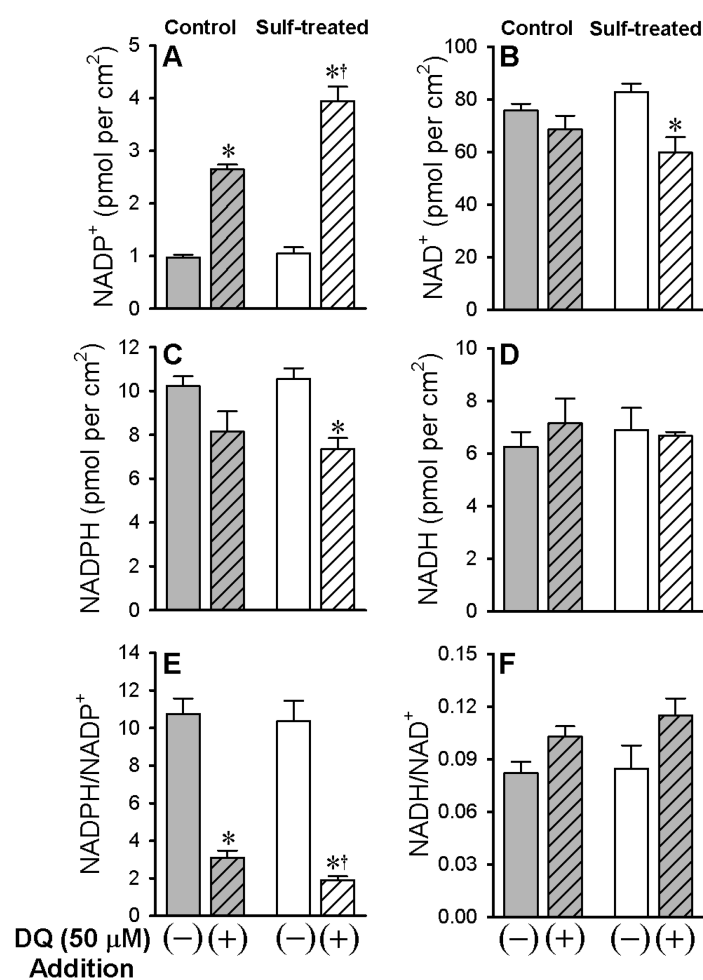 Control Sulf-treated
A
5
4
3
2
1
0
NADP⁺ (pmol per cm²)
*
*†
Control Sulf-treated
B
100
80
60
40
20
0
NAD⁺ (pmol per cm²)
*
C
12
10
8
6
4
2
0
NADPH (pmol per cm²)
*
D
10
8
6
4
2
0
NADH (pmol per cm²)
E
14
12
10
8
6
4
2
0
NADPH/NADP⁺
*
*†
F
0.15
0.12
0.09
0.06
0.03
0.00
NADH/NAD⁺
DQ (50 μM) (−) (+) (−) (+) (−) (+) (−) (+)
Addition